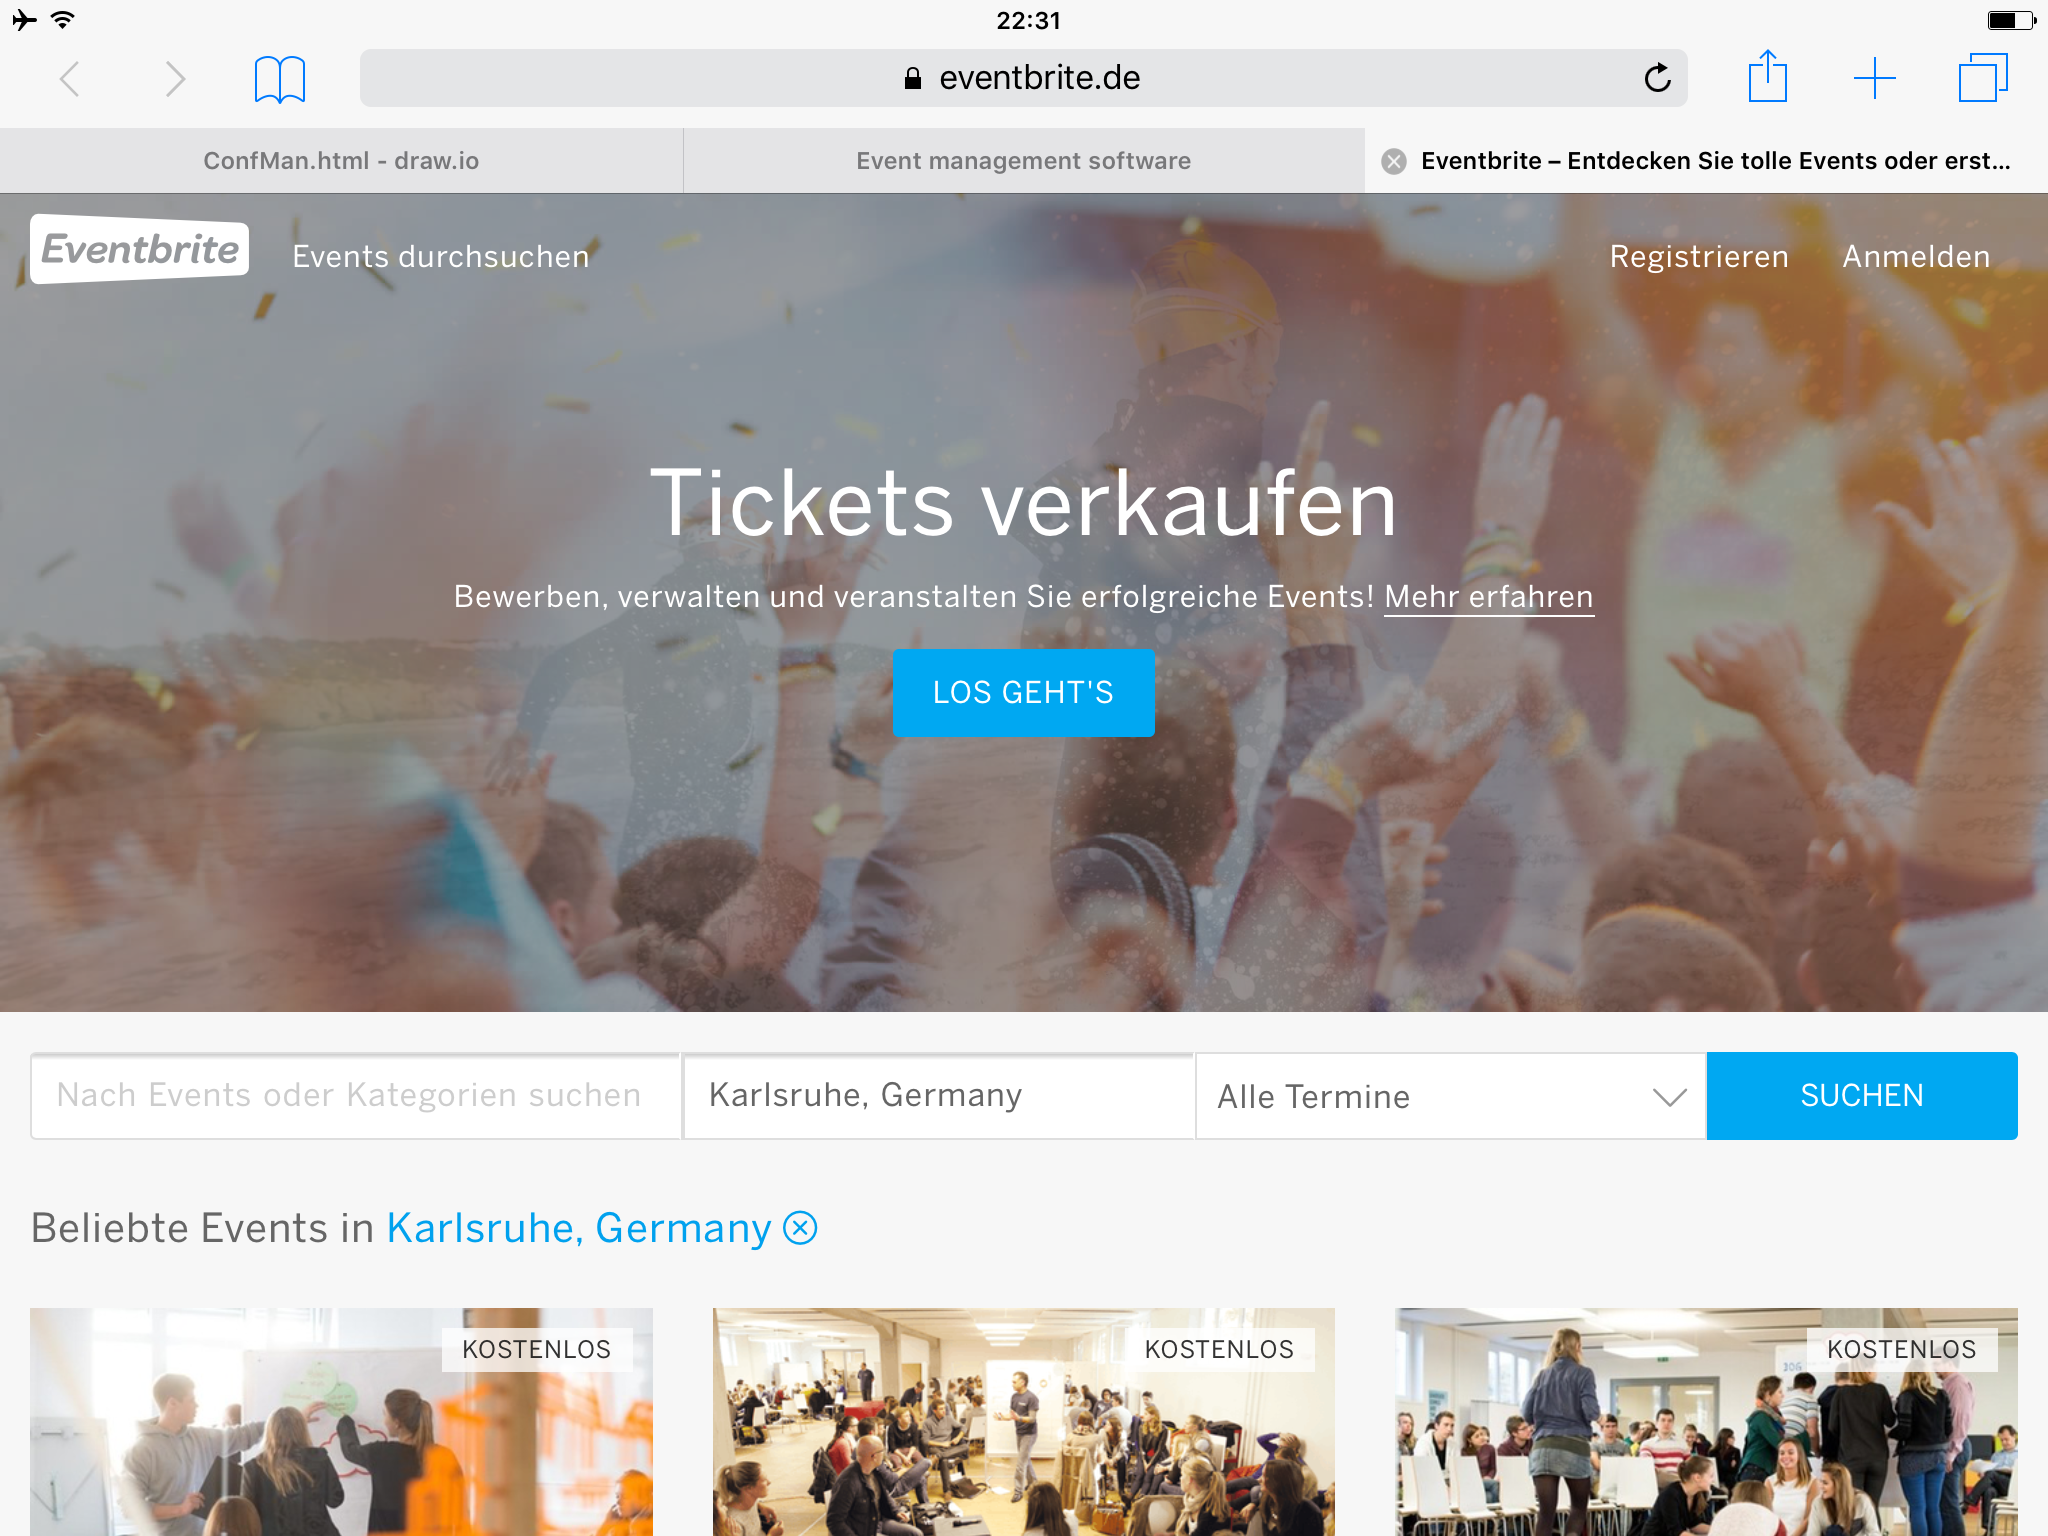 22:31
eventbrite.de
ConfMan.html - draw.io
Event management software
Eventbrite – Entdecken Sie tolle Events oder erst...
Eventbrite
Events durchsuchen
Registrieren
Anmelden
Tickets verkaufen
Bewerben, verwalten und veranstalten Sie erfolgreiche Events! Mehr erfahren
LOS GEHT'S
Nach Events oder Kategorien suchen
Karlsruhe, Germany
Alle Termine
SUCHEN
Beliebte Events in Karlsruhe, Germany
KOSTENLOS
KOSTENLOS
KOSTENLOS